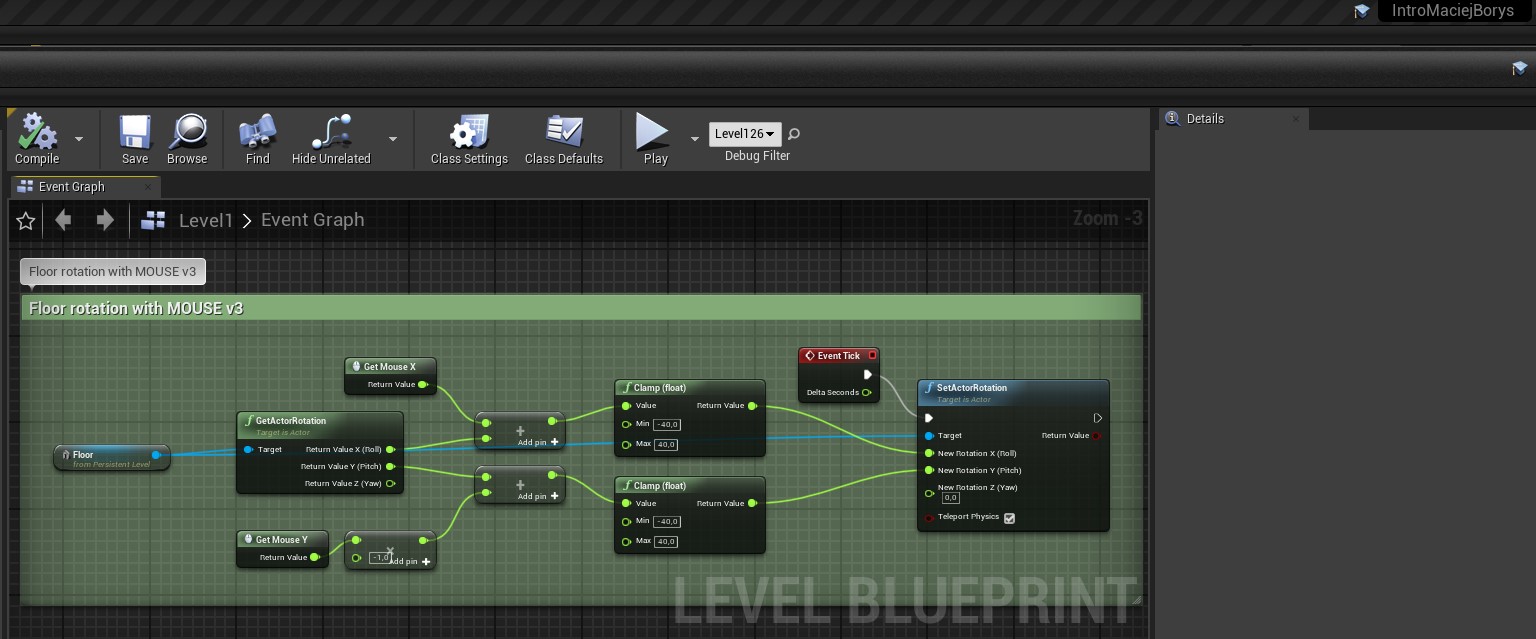 IntroMaciejBorys
Compile
Save
Browse
Find
Hide Unrelated
Class Settings
Class Defaults
Play
Level126
Debug Filter
Details
Event Graph
Level1 > Event Graph
Zoom -3
Floor rotation with MOUSE v3
Floor rotation with MOUSE v3
Get Mouse X
Return Value
GetActorRotation
Target is Actor
Target
Return Value X (Roll)
Return Value Y (Pitch)
Return Value Z (Yaw)
Floor
from Persistent Level
Get Mouse Y
Return Value
-1,0
Add pin
Add pin
Add pin
Clamp (float)
Value
Return Value
Min -40,0
Max 40,0
Clamp (float)
Value
Return Value
Min -40,0
Max 40,0
Event Tick
Delta Seconds
SetActorRotation
Target is Actor
Target
Return Value
New Rotation X (Roll)
New Rotation Y (Pitch)
New Rotation Z (Yaw)
0,0
Teleport Physics
LEVEL BLUEPRINT